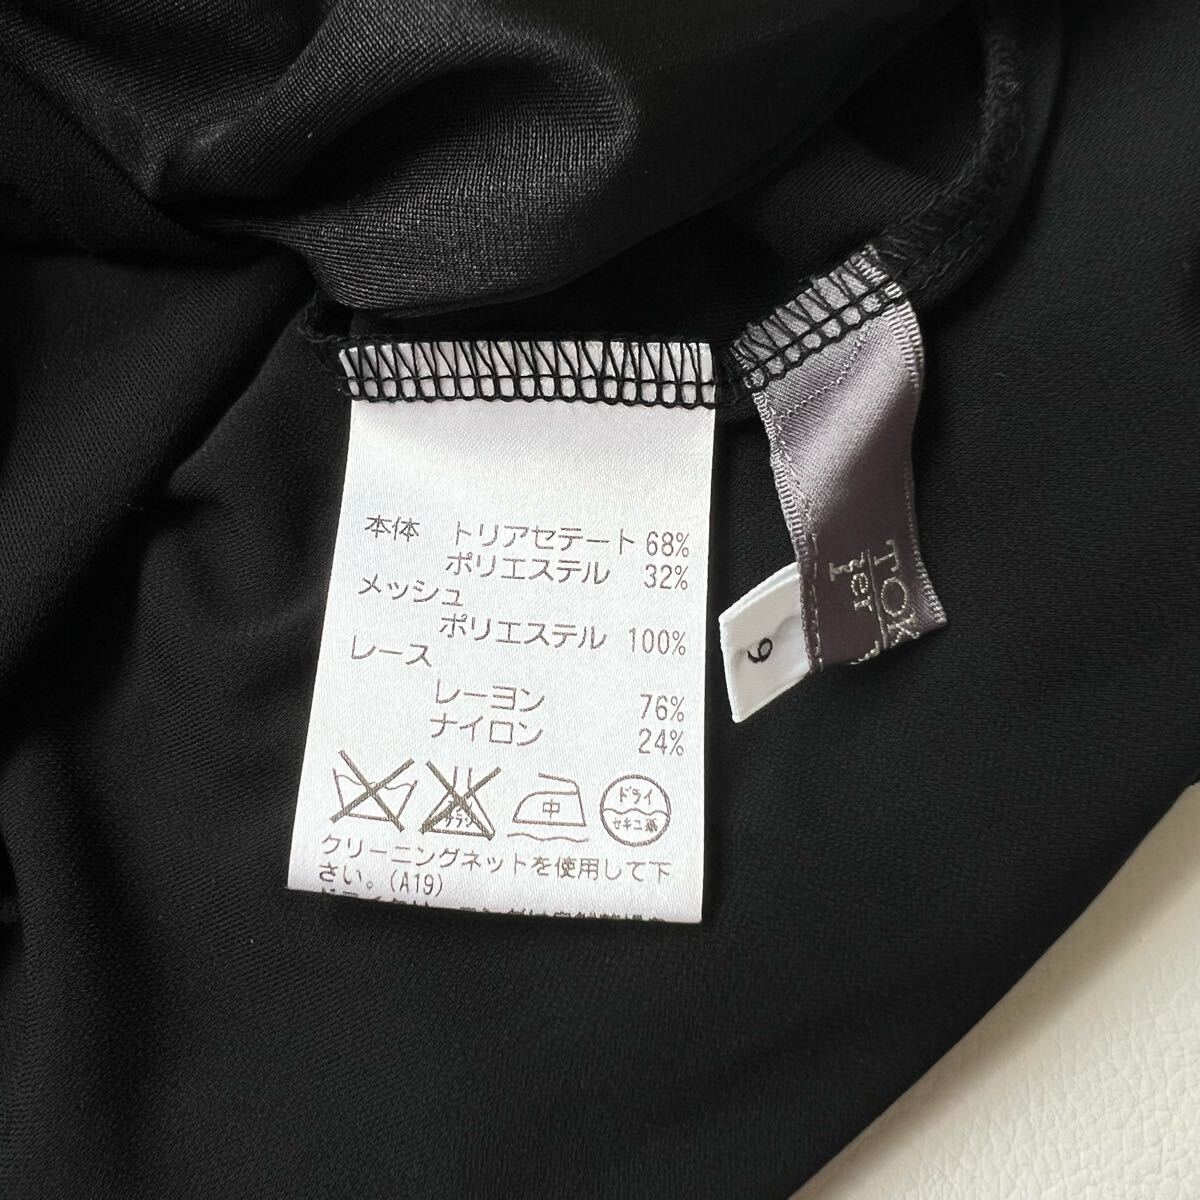 本体 トリアセテート 68%
ポリエステル 32%
メッシュ
ポリエステル 100%
レース
レーヨン 76%
ナイロン 24%
中
ドライ
セキユ系
クリーニングネットを使用して下
さい。(A19)
9
TOK